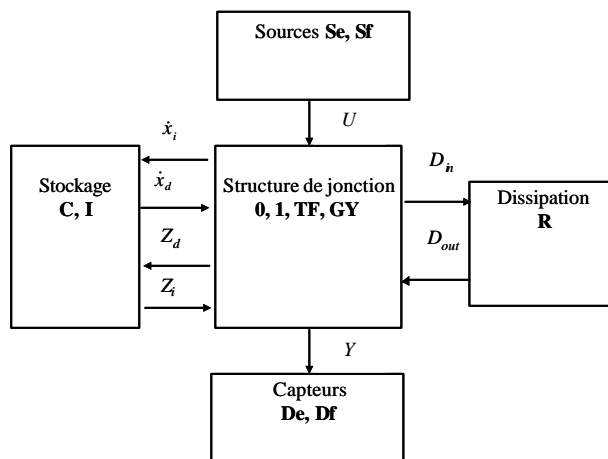 Sources Se, Sf
U
ẋi
Din
Stockage
C, I
ẋd
Structure de jonction
0, 1, TF, GY
Dissipation
R
Zd
Dout
Zi
Y
Capteurs
De, Df